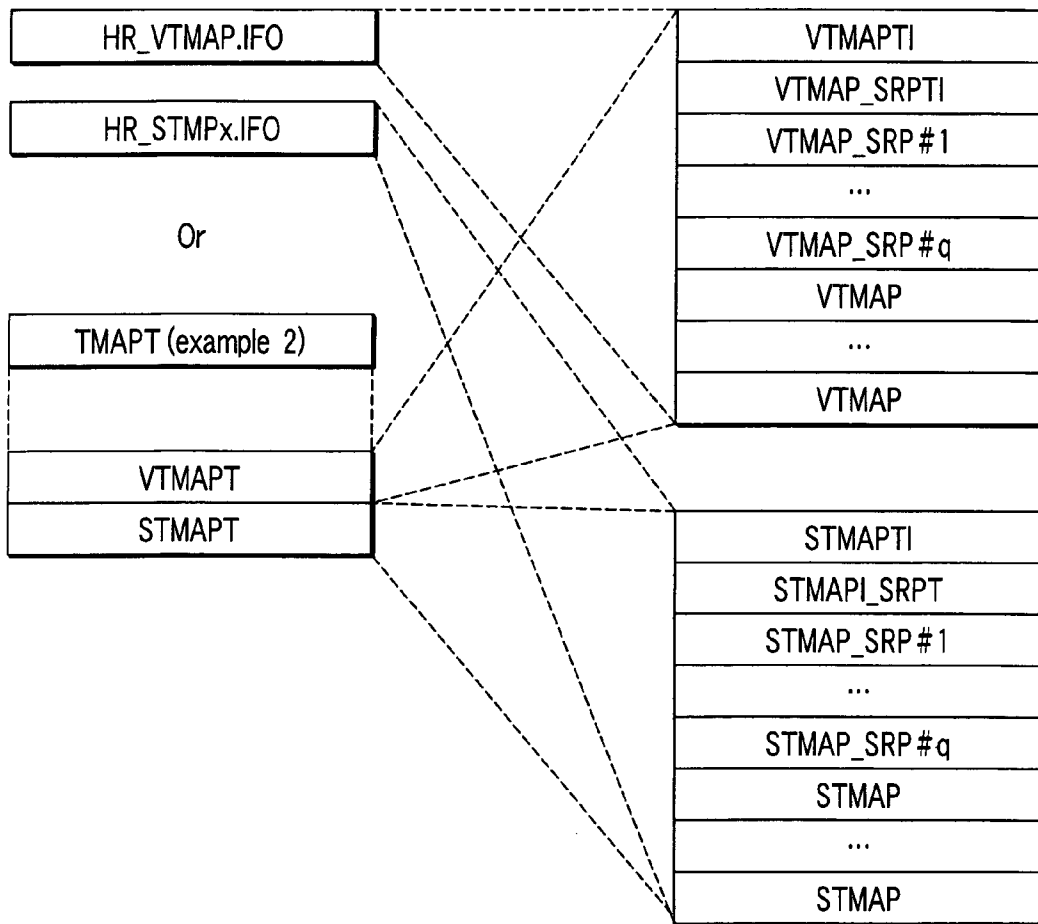 HR_VTMAP.IFO
HR_STMPx.IFO
Or
TMAPT (example 2)
VTMAPT
STMAPT
VTMAPTI
VTMAP_SRPTI
VTMAP_SRP#1
...
VTMAP_SRP#q
VTMAP
...
VTMAP
STMAPTI
STMAPI_SRPT
STMAP_SRP#1
...
STMAP_SRP#q
STMAP
...
STMAP